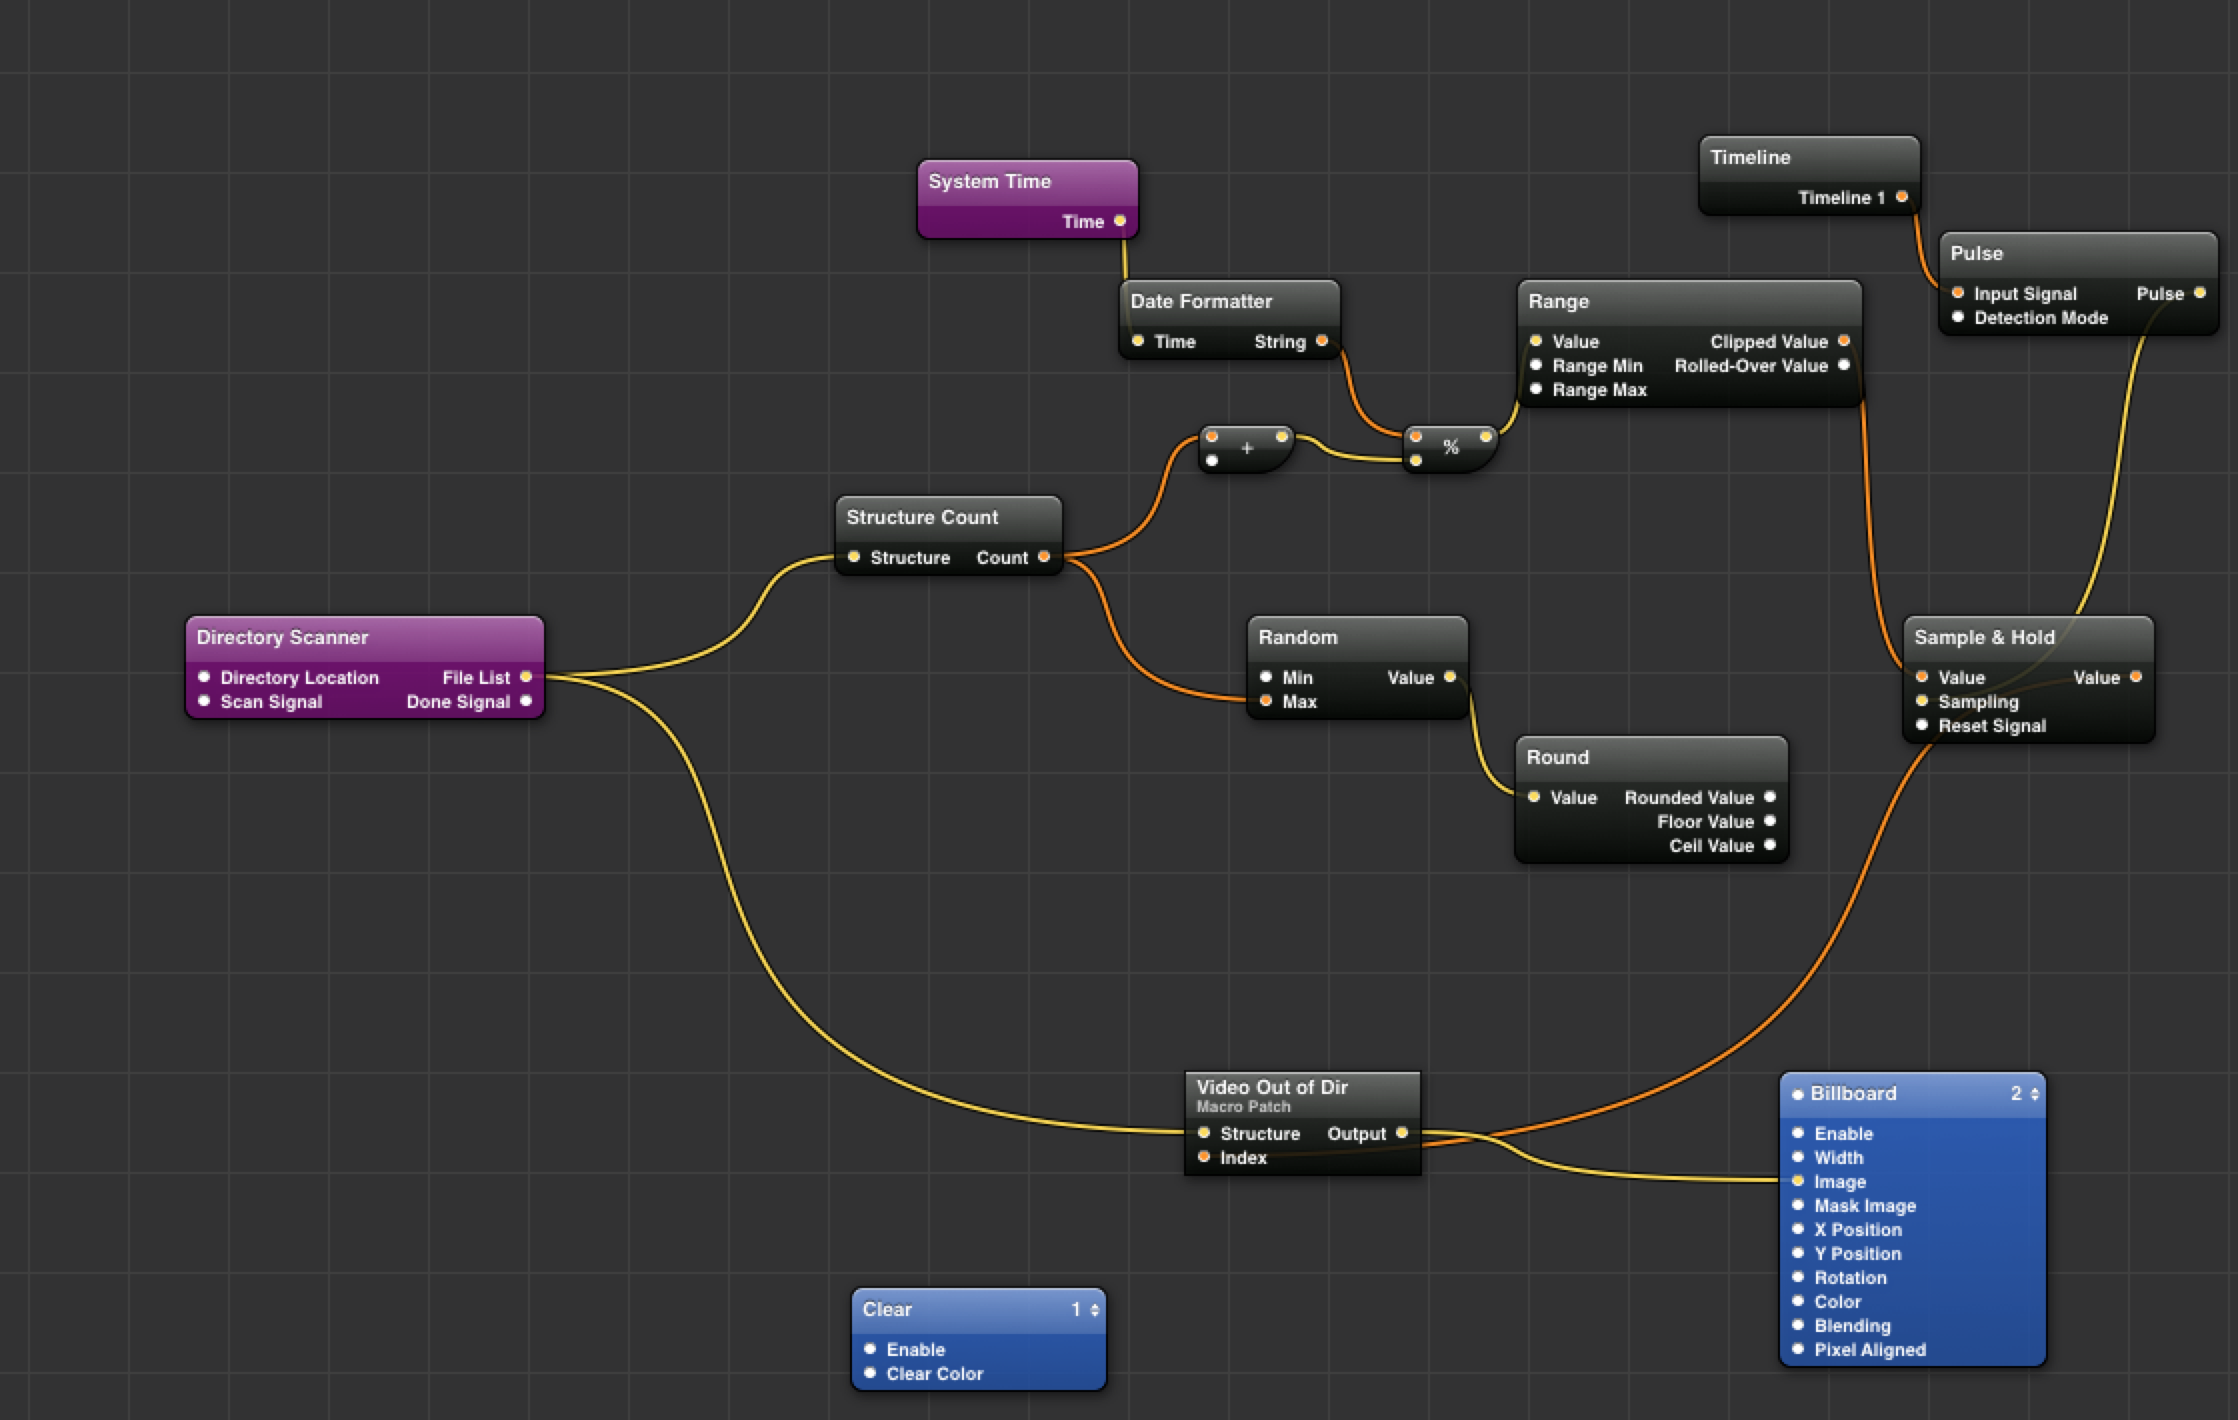 System Time
Time
Timeline
Timeline 1
Pulse
Input Signal Pulse
Detection Mode
Date Formatter
Time String
Range
Value Clipped Value
Range Min Rolled-Over Value
Range Max
+
%
Structure Count
Structure Count
Directory Scanner
Directory Location File List
Scan Signal Done Signal
Random
Min Value
Max
Sample & Hold
Value Value
Sampling
Reset Signal
Round
Value Rounded Value
Floor Value
Ceil Value
Video Out of Dir
Macro Patch
Structure Output
Index
Billboard 2
Enable
Width
Image
Mask Image
X Position
Y Position
Rotation
Color
Blending
Pixel Aligned
Clear 1
Enable
Clear Color